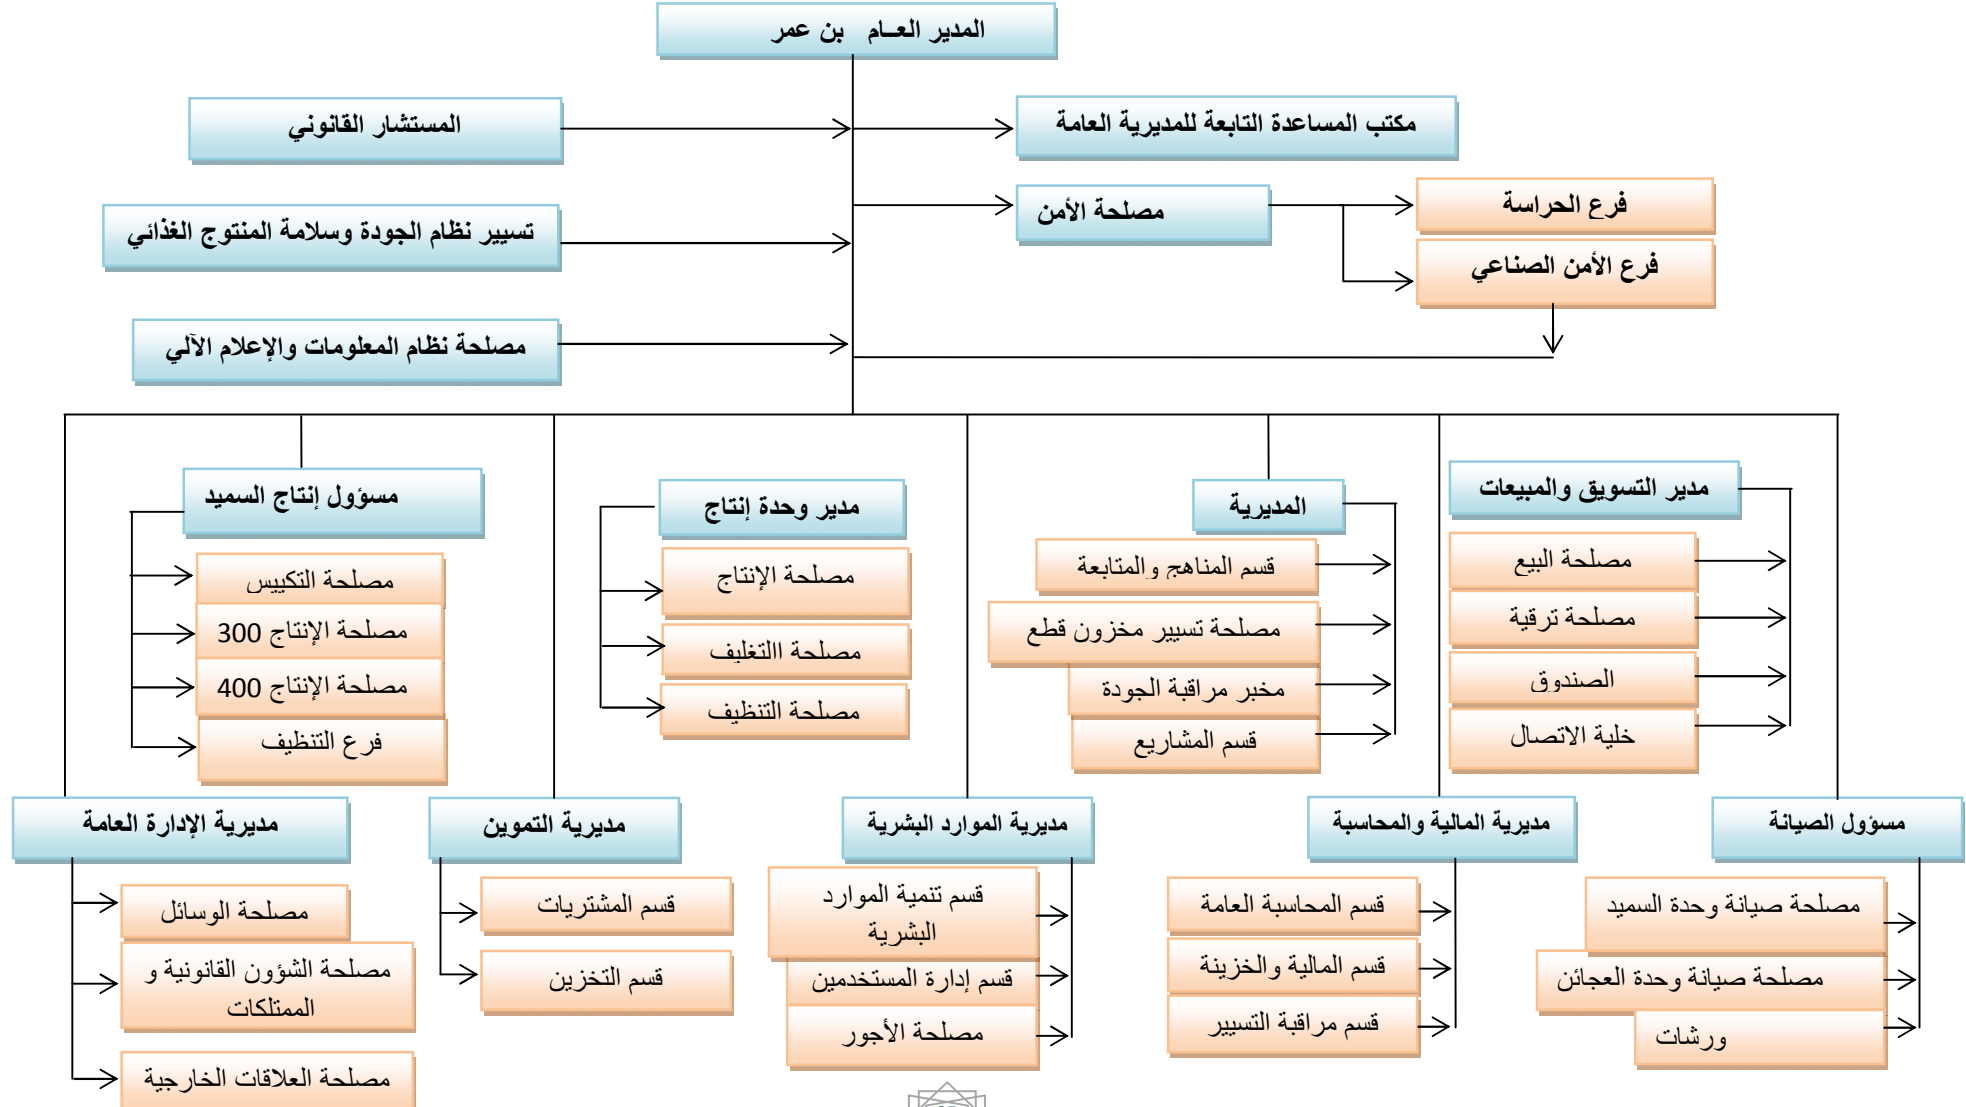 المدير العــام بن عمر
مكتب المساعدة التابعة للمديرية العامة
المستشار القانوني
مصلحة الأمن
فرع الحراسة
فرع الأمن الصناعي
تسيير نظام الجودة وسلامة المنتوج الغذائي
مصلحة نظام المعلومات والإعلام الآلي
مدير التسويق والمبيعات
مصلحة البيع
مصلحة ترقية
الصندوق
خلية الاتصال
المديرية
قسم المناهج والمتابعة
مصلحة تسيير مخزون قطع
مخبر مراقبة الجودة
قسم المشاريع
مدير وحدة إنتاج
مصلحة الإنتاج
مصلحة االتغليف
مصلحة التنظيف
مسؤول إنتاج السميد
مصلحة التكييس
مصلحة الإنتاج 300
مصلحة الإنتاج 400
فرع التنظيف
مسؤول الصيانة
مصلحة صيانة وحدة السميد
مصلحة صيانة وحدة العجائن
ورشات
مديرية المالية والمحاسبة
قسم المحاسبة العامة
قسم المالية والخزينة
قسم مراقبة التسيير
مديرية الموارد البشرية
قسم تنمية الموارد
البشرية
قسم إدارة المستخدمين
مصلحة الأجور
مديرية التموين
قسم المشتريات
قسم التخزين
مديرية الإدارة العامة
مصلحة الوسائل
مصلحة الشؤون القانونية و
الممتلكات
مصلحة العلاقات الخارجية